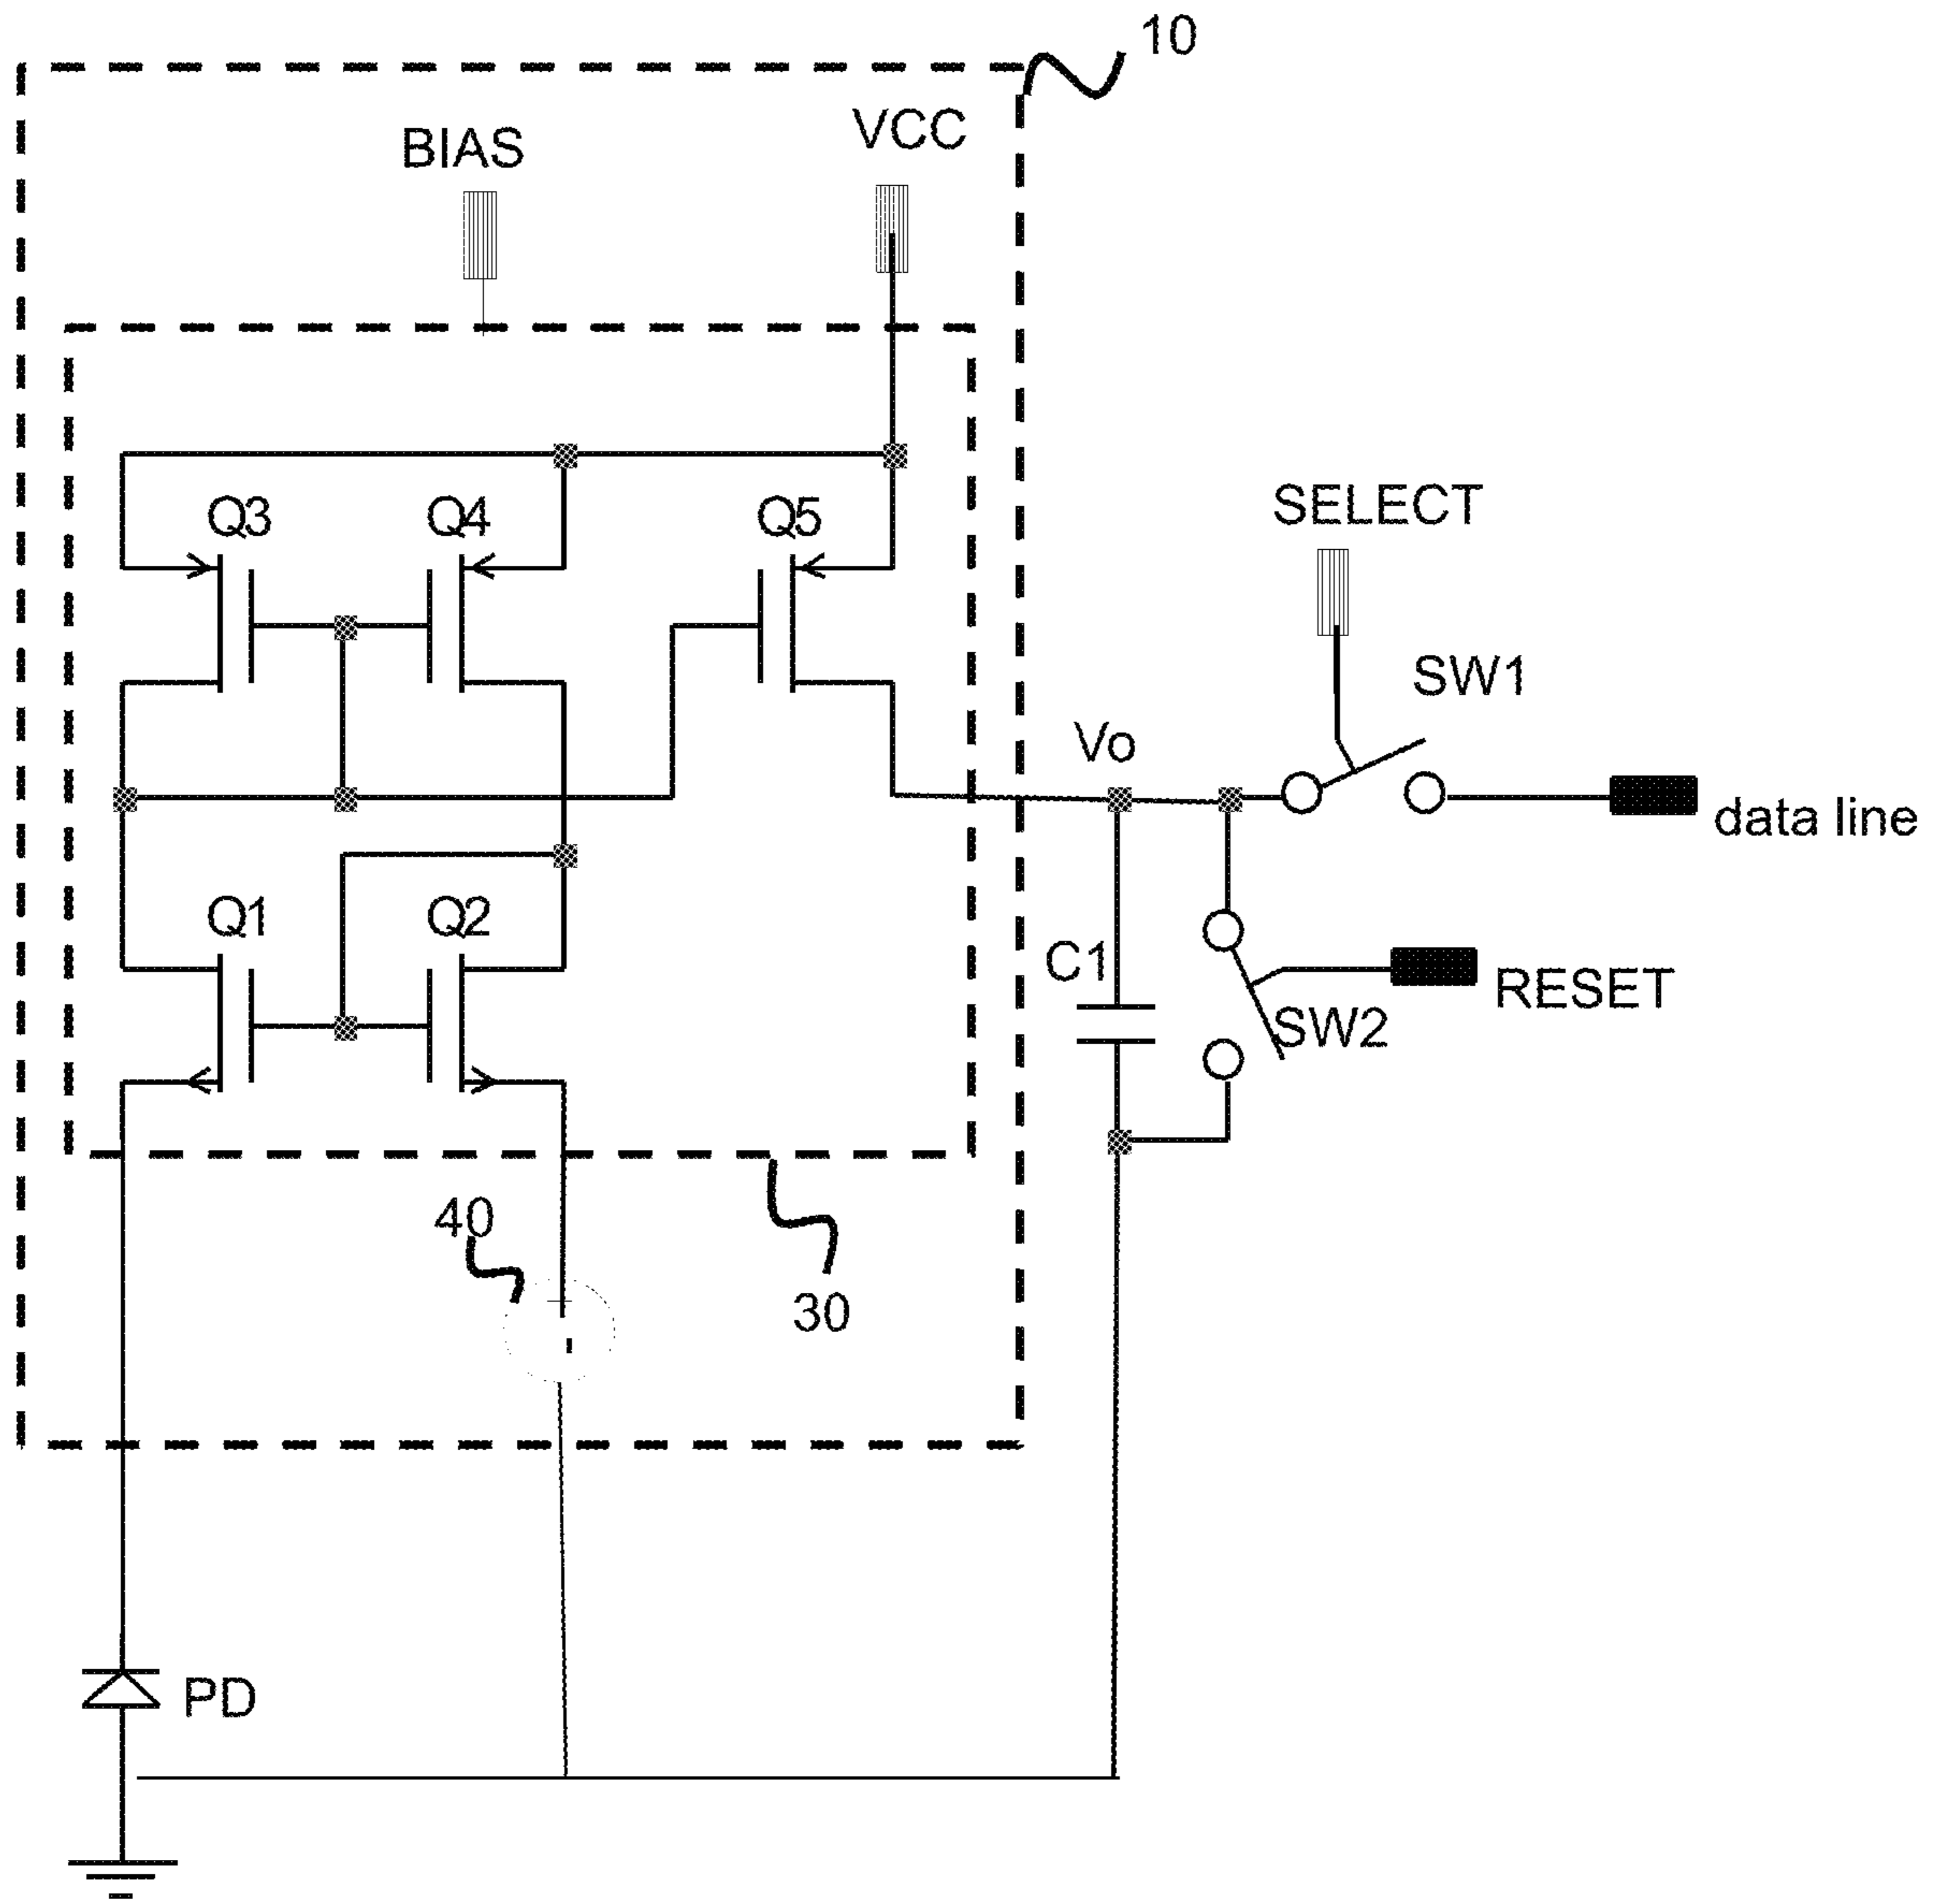 10
BIAS
VCC
Q3
Q4
Q5
SELECT
SW1
Vo
data line
Q1
Q2
C1
RESET
SW2
40
30
PD